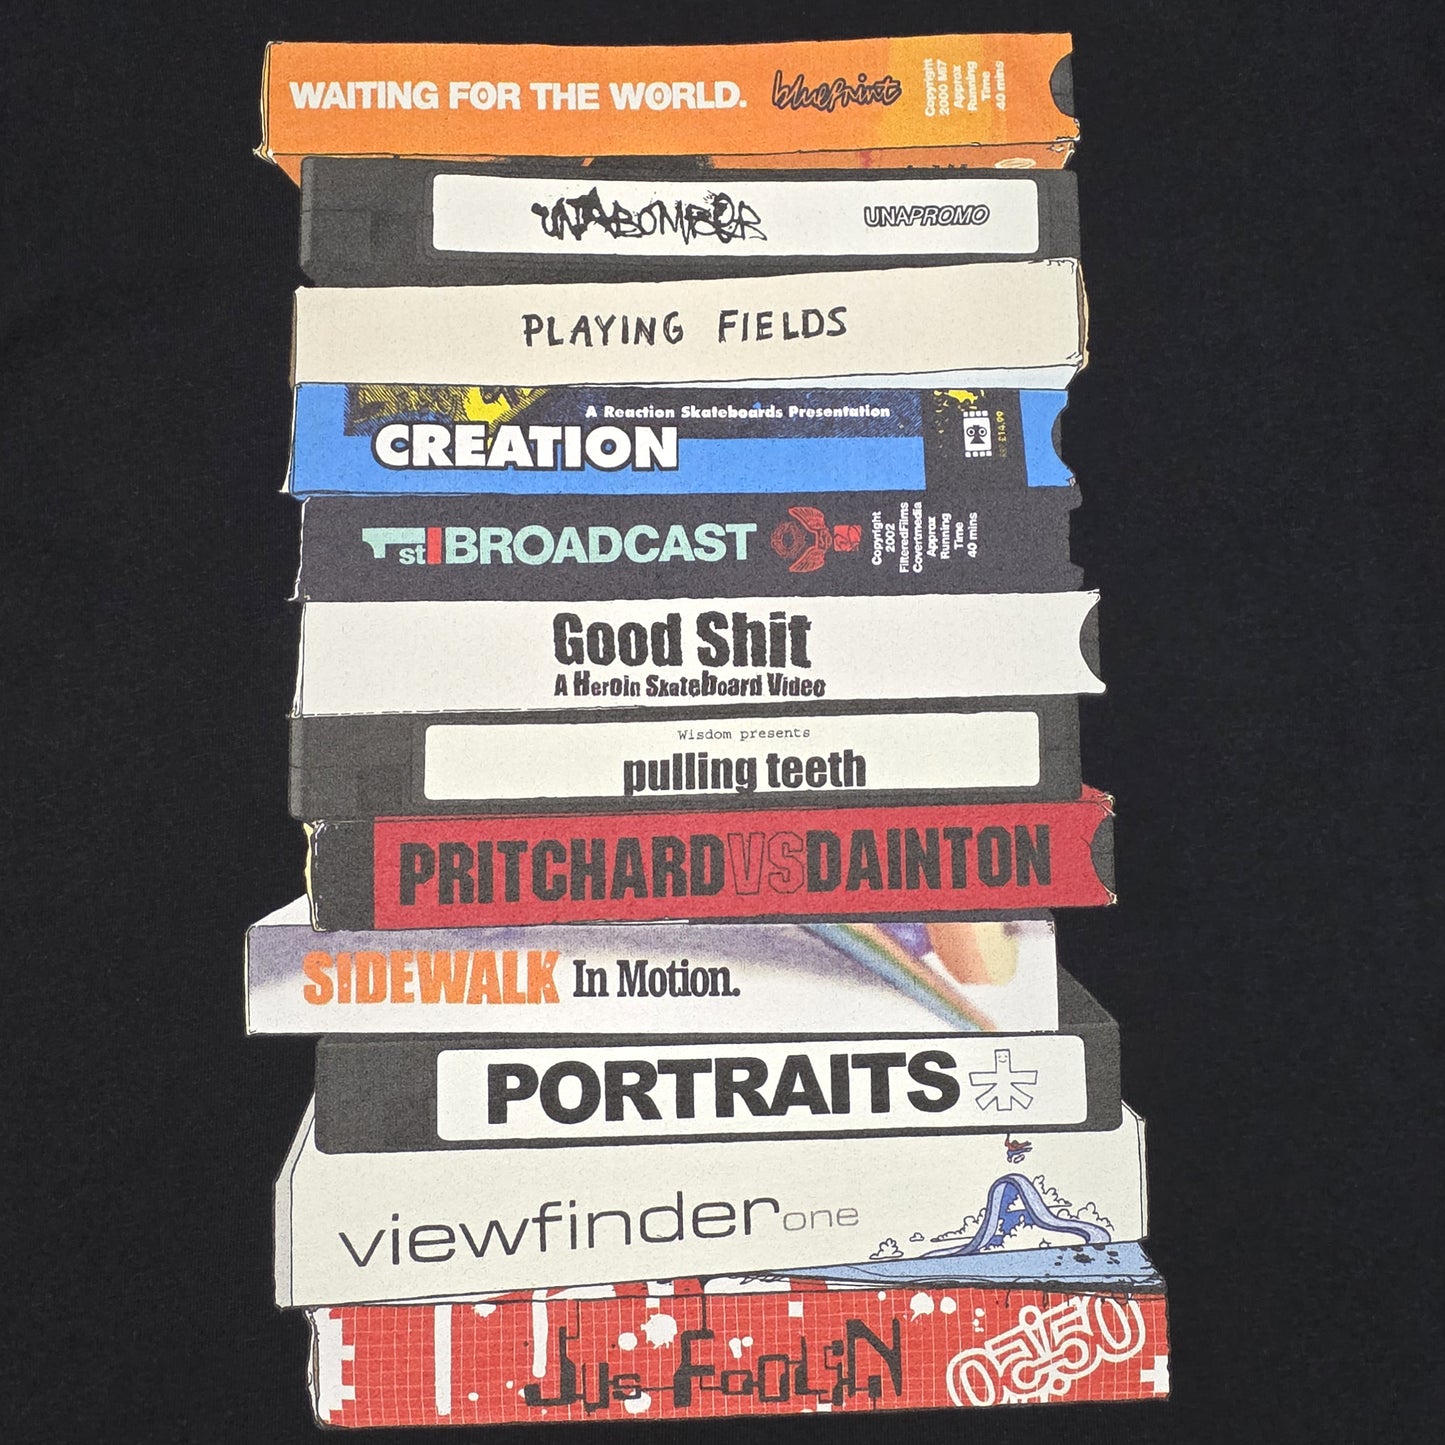 WAITING FOR THE WORLD. blueprint
Copyright
2000 MI7
Approx
Running
Time
40 mins
UNABOMBER UNAPROMO
PLAYING FIELDS
A Reaction Skateboards Presentation
CREATION
£14.99
1st BROADCAST
Copyright
2002
FilteredFilms
Covertmedia
Approx
Running
Time
40 mins
Good Shit
A Heroin Skateboard Video
Wisdom presents
pulling teeth
PRITCHARDVSDAINTON
SIDEWALK In Motion.
PORTRAITS
viewfinder one
Jus FoolIN